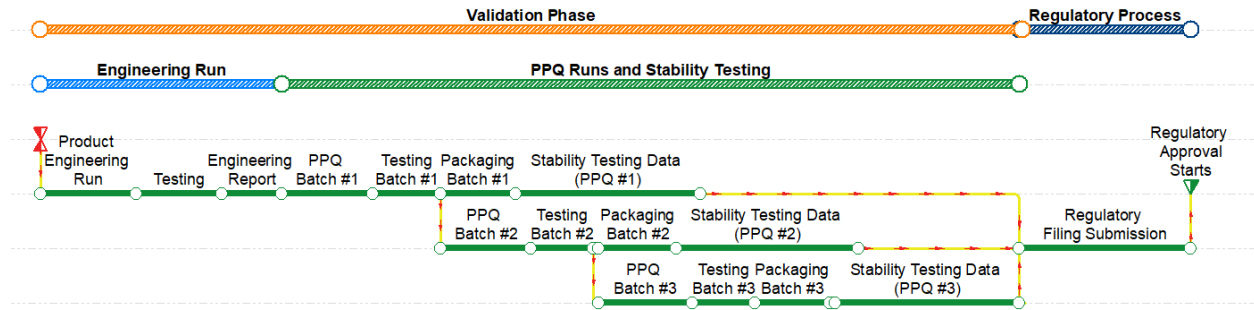 Validation Phase
Regulatory Process
Engineering Run
PPQ Runs and Stability Testing
Product
Engineering
Run
Testing
Engineering
Report
PPQ
Batch #1
Testing
Batch #1
Packaging
Batch #1
Stability Testing Data
(PPQ #1)
Regulatory
Approval
Starts
PPQ
Batch #2
Testing
Batch #2
Packaging
Batch #2
Stability Testing Data
(PPQ #2)
Regulatory
Filing Submission
PPQ
Batch #3
Testing
Batch #3
Packaging
Batch #3
Stability Testing Data
(PPQ #3)